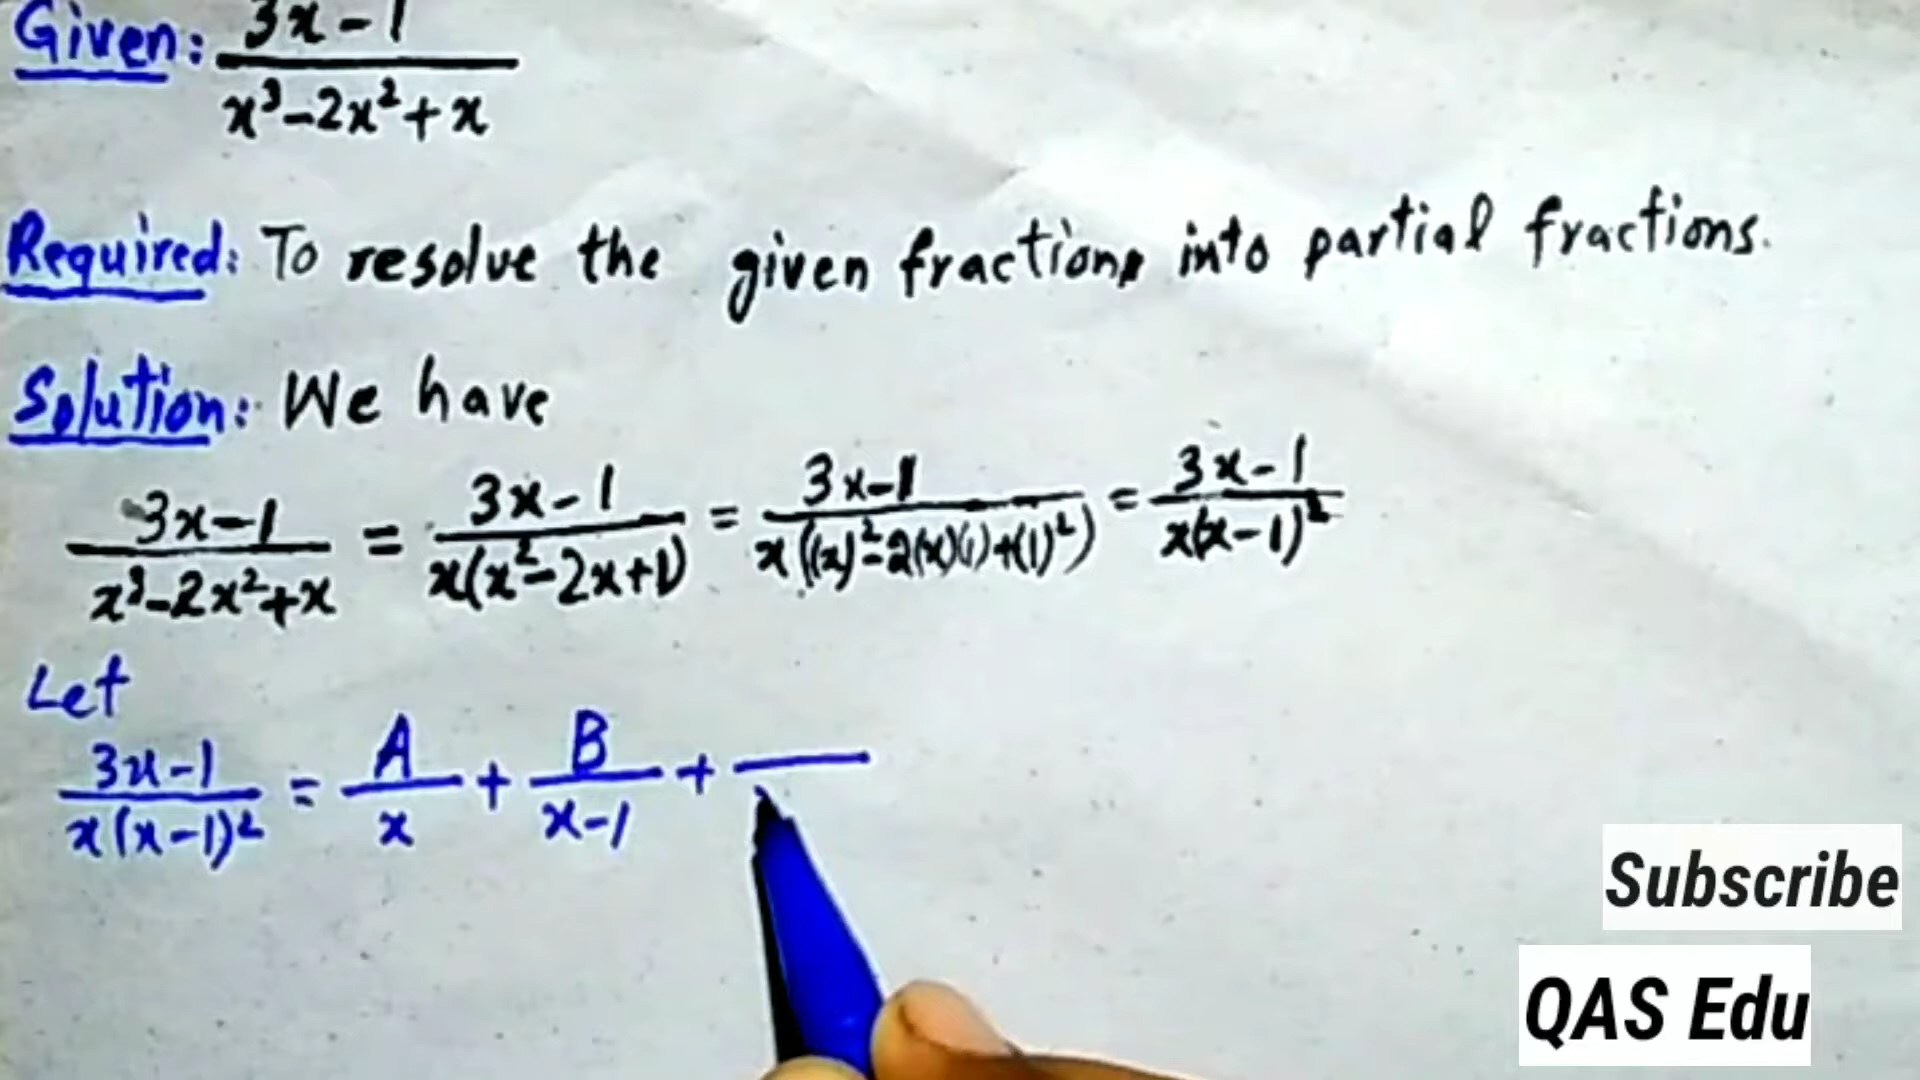 Given: 3x-1 / x³-2x²+x
Required: To resolve the given fractions into partial fractions.
Solution: We have
3x-1 / x³-2x²+x = 3x-1 / x(x²-2x+1) = 3x-1 / x((x)²-2(x)(1)+(1)²) = 3x-1 / x(x-1)²
Let
3x-1 / x(x-1)² = A / x + B / x-1 +
Subscribe
QAS Edu